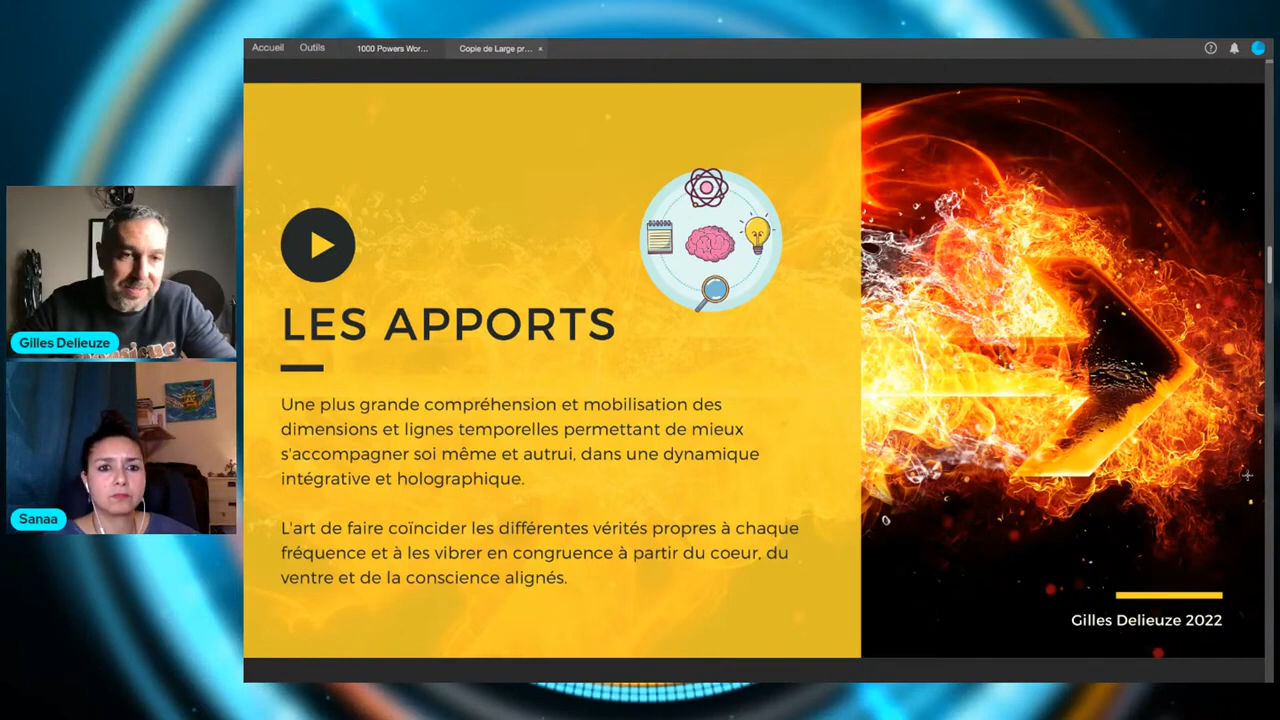 Accueil Outils 1000 Powers Wor... Copie de Large pr... ×
LES APPORTS
Une plus grande compréhension et mobilisation des
dimensions et lignes temporelles permettant de mieux
s'accompagner soi même et autrui, dans une dynamique
intégrative et holographique.
L'art de faire coïncider les différentes vérités propres à chaque
fréquence et à les vibrer en congruence à partir du coeur, du
ventre et de la conscience alignés.
Gilles Delieuze 2022
Gilles Delieuze
Sanaa